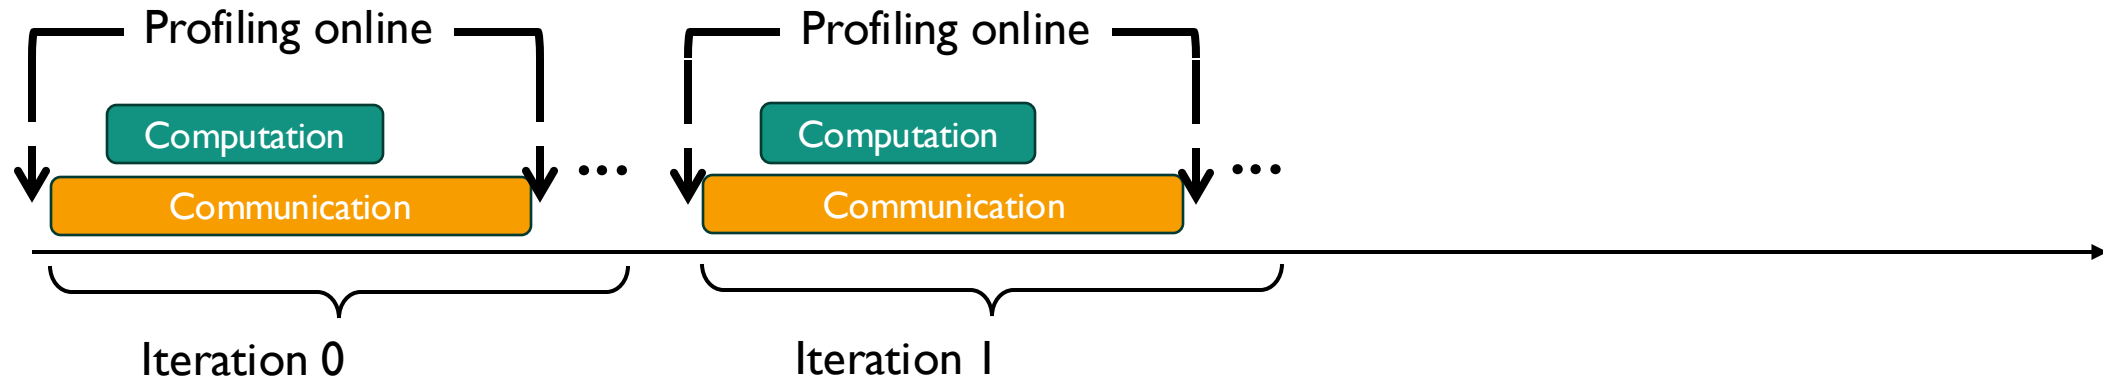 Profiling online
Profiling online
Computation
Computation
...
...
Communication
Communication
Iteration 0
Iteration 1